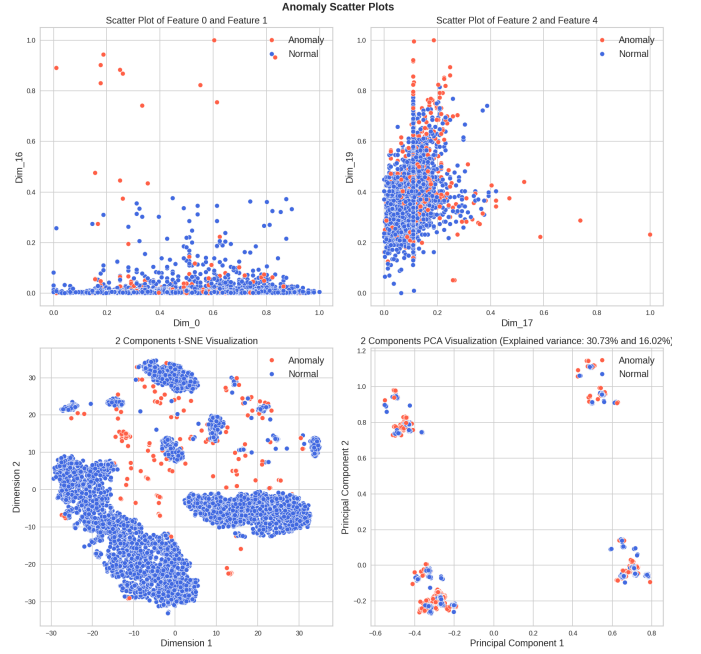 Anomaly Scatter Plots
Scatter Plot of Feature 0 and Feature 1
Anomaly
Normal
1.0
0.8
0.6
0.4
0.2
0.0
Dim_16
0.0 0.2 0.4 0.6 0.8 1.0
Dim_0
Scatter Plot of Feature 2 and Feature 4
Anomaly
Normal
1.0
0.8
0.6
0.4
0.2
0.0
Dim_19
0.0 0.2 0.4 0.6 0.8 1.0
Dim_17
2 Components t-SNE Visualization
Anomaly
Normal
30
20
10
0
−10
−20
−30
Dimension 2
−30 −20 −10 0 10 20 30
Dimension 1
2 Components PCA Visualization (Explained variance: 30.73% and 16.02%)
Anomaly
Normal
1.2
1.0
0.8
0.6
0.4
0.2
0.0
−0.2
Principal Component 2
−0.6 −0.4 −0.2 0.0 0.2 0.4 0.6 0.8
Principal Component 1